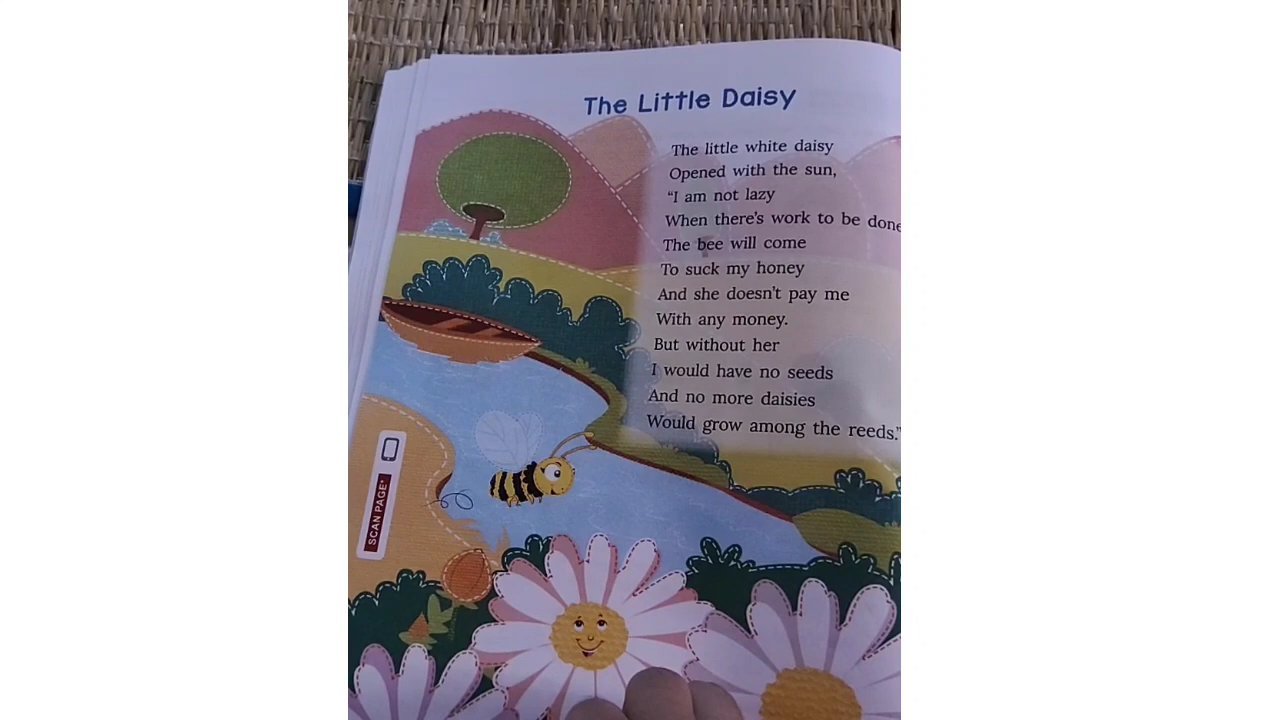 The Little Daisy
The little white daisy
Opened with the sun,
“I am not lazy
When there’s work to be done
The bee will come
To suck my honey
And she doesn’t pay me
With any money.
But without her
I would have no seeds
And no more daisies
Would grow among the reeds.”
SCAN PAGE*